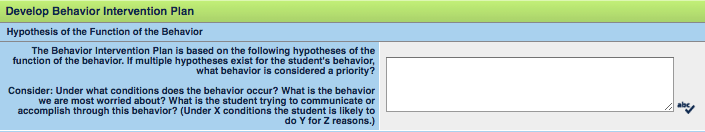 Develop Behavior Intervention Plan
Hypothesis of the Function of the Behavior
The Behavior Intervention Plan is based on the following hypotheses of the
function of the behavior. If multiple hypotheses exist for the student's behavior,
what behavior is considered a priority?
Consider: Under what conditions does the behavior occur? What is the behavior
we are most worried about? What is the student trying to communicate or
accomplish through this behavior? (Under X conditions the student is likely to
do Y for Z reasons.)
abc